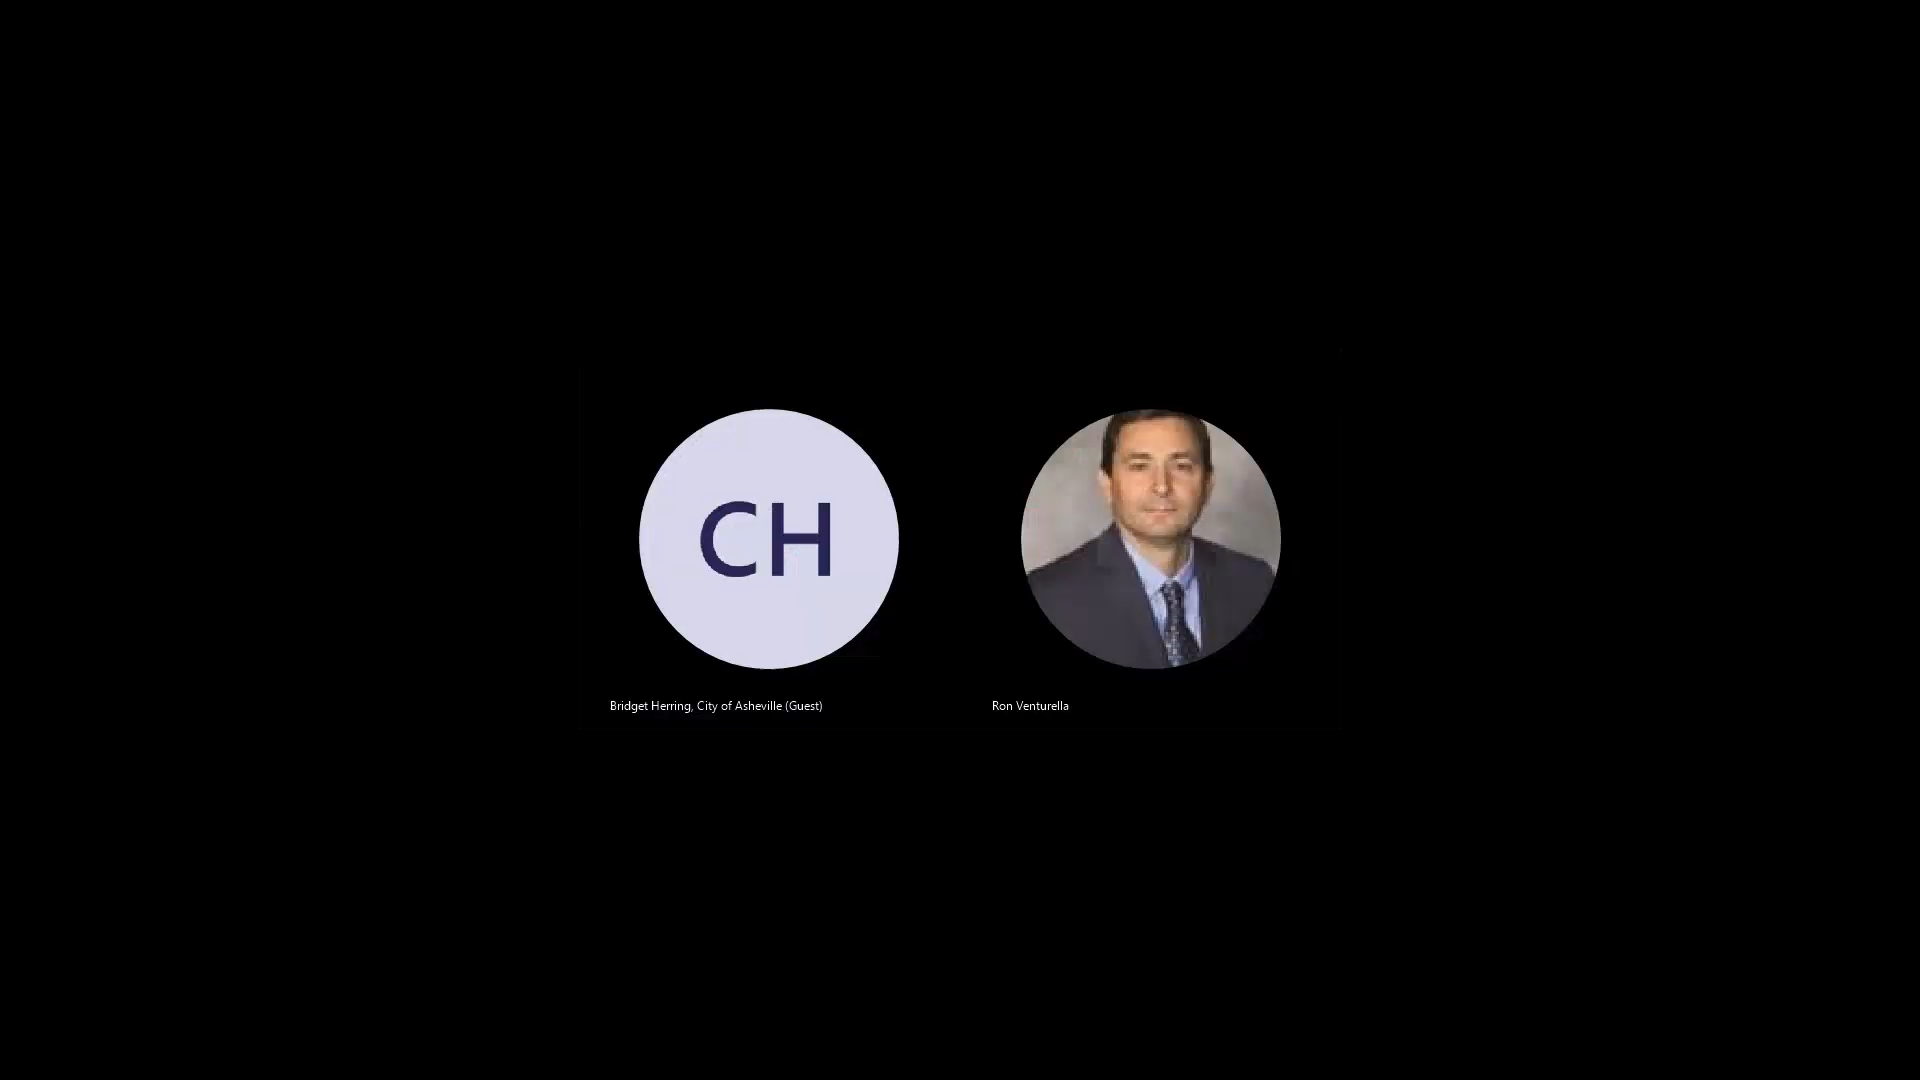 CH
Bridget Herring, City of Asheville (Guest)
Ron Venturella